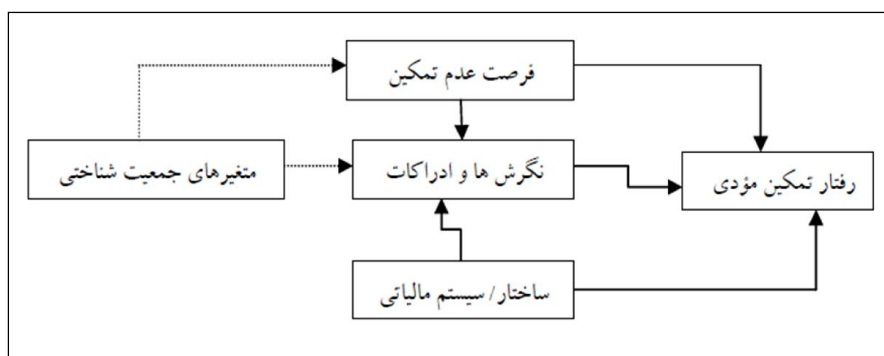 فرصت عدم تمکین
متغیرهای جمعیت شناختی
نگرش ها و ادراکات
رفتار تمکین مؤدی
ساختار/ سیستم مالیاتی